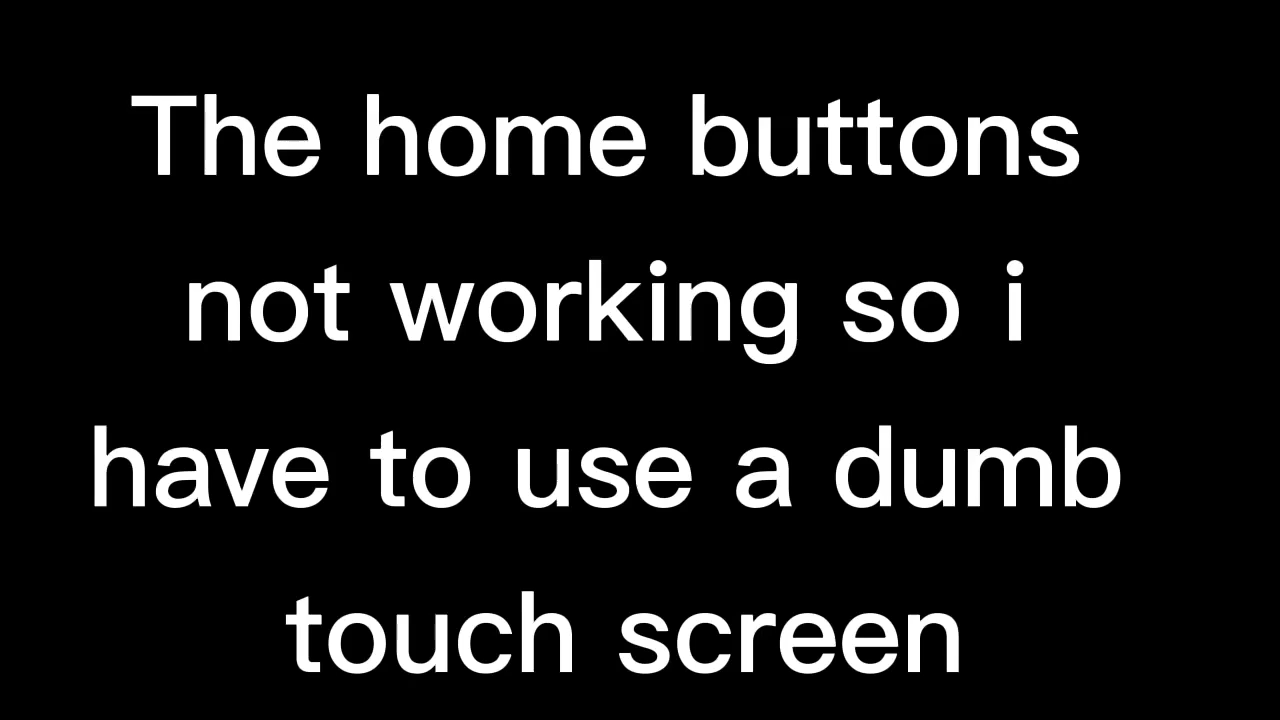 The home buttons
not working so i
have to use a dumb
touch screen